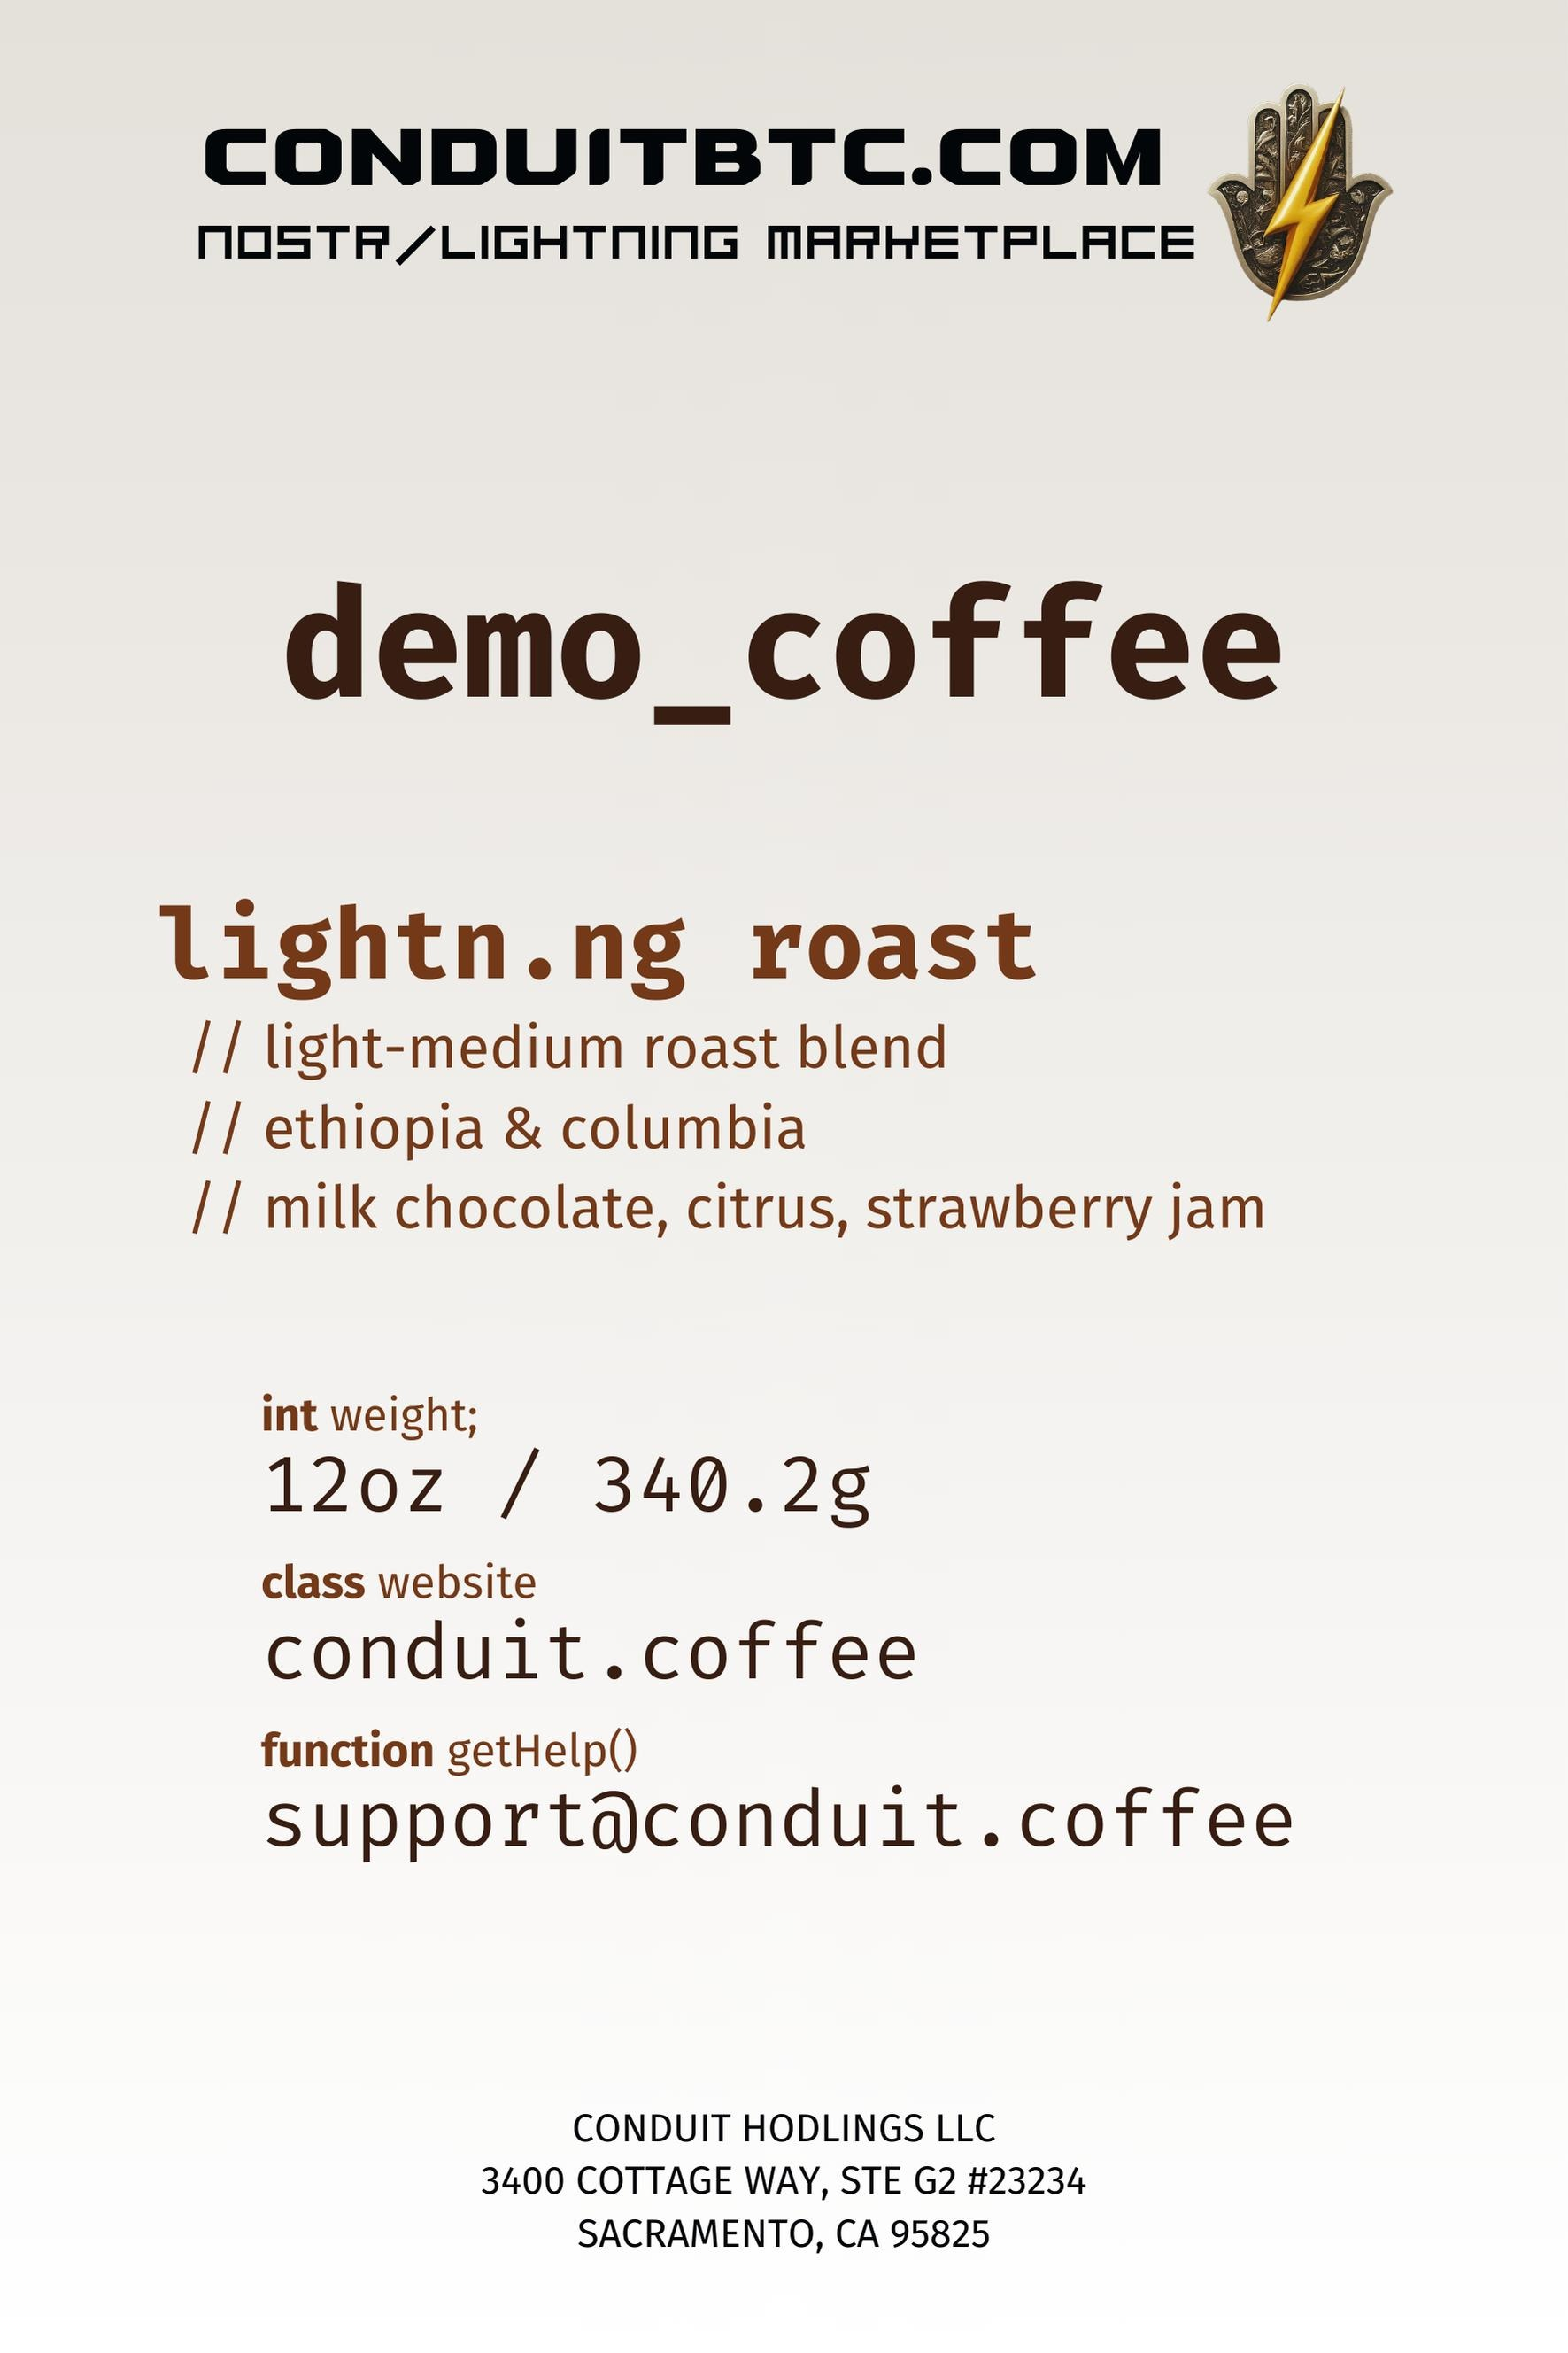 CONDUITBTC.COM
NOSTR/LIGHTNING MARKETPLACE
demo_coffee
lightn.ng roast
// light-medium roast blend
// ethiopia & columbia
// milk chocolate, citrus, strawberry jam
int weight;
12oz / 340.2g
class website
conduit.coffee
function getHelp()
support@conduit.coffee
CONDUIT HODLINGS LLC
3400 COTTAGE WAY, STE G2 #23234
SACRAMENTO, CA 95825